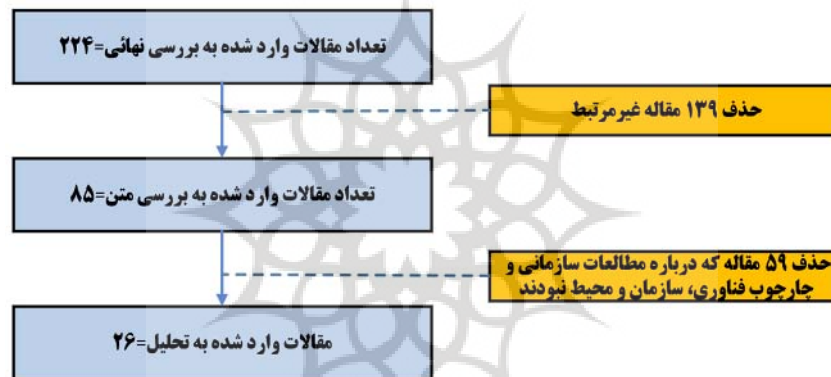 تعداد مقالات وارد شده به بررسی نهائی=۲۲۴
حذف ۱۳۹ مقاله غیرمرتبط
تعداد مقالات وارد شده به بررسی متن=۸۵
حذف ۵۹ مقاله که درباره مطالعات سازمانی و
چارچوب فناوری، سازمان و محیط نبودند
مقالات وارد شده به تحلیل=۲۶